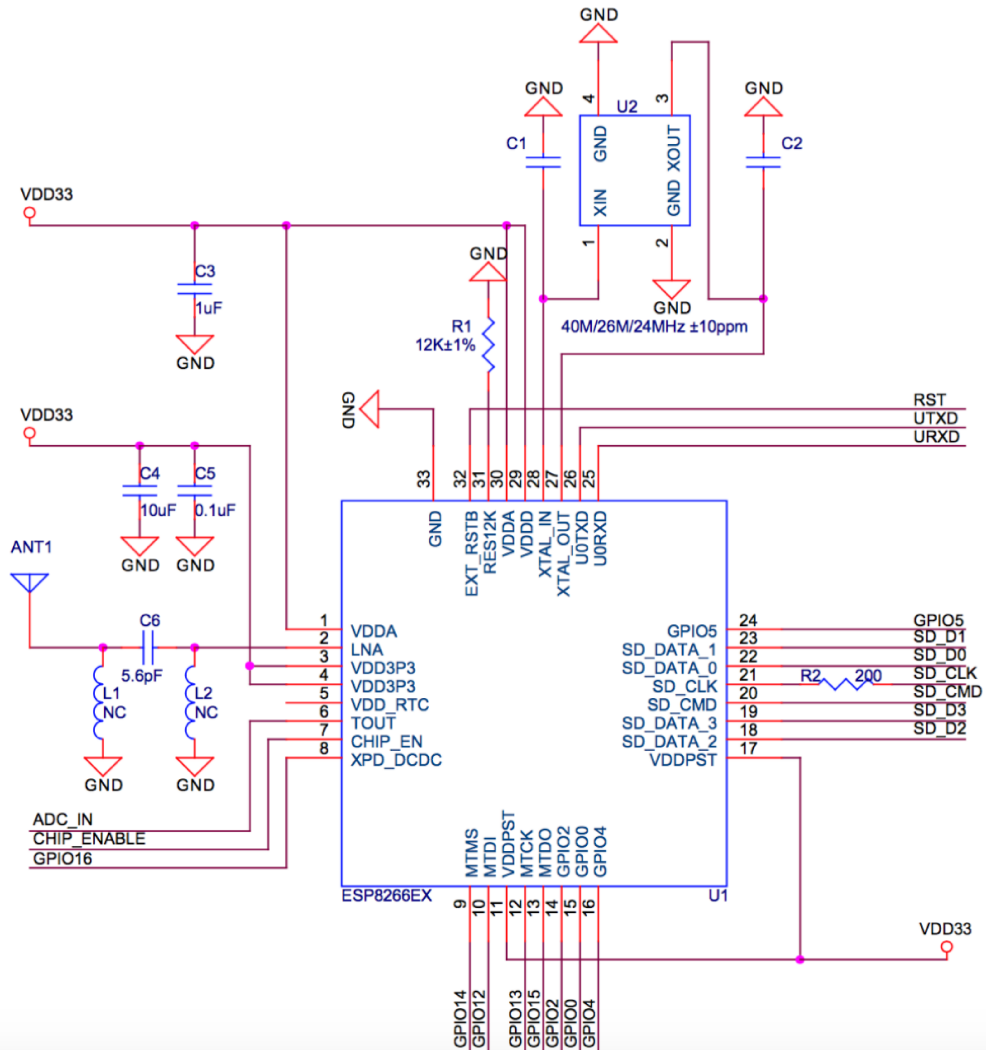 GND
GND
GND
4
3
U2
C1
C2
GND
XOUT
XIN
GND
1
2
VDD33
GND
GND
C3
1uF
R1
12K±1%
40M/26M/24MHz ±10ppm
GND
GND
RST
VDD33
UTXD
URXD
33
32
31
30
29
28
27
26
25
C4
C5
10uF
0.1uF
GND
EXT_RSTB
RES12K
VDDA
VDDD
XTAL_IN
XTAL_OUT
U0TXD
U0RXD
ANT1
GND
GND
C6
5.6pF
1
VDDA
2
LNA
3
VDD3P3
4
VDD3P3
5
VDD_RTC
6
TOUT
7
CHIP_EN
8
XPD_DCDC
GPIO5
24
GPIO5
SD_DATA_1
23
SD_D1
SD_DATA_0
22
SD_D0
SD_CLK
21
R2
200
SD_CLK
SD_CMD
20
SD_CMD
SD_DATA_3
19
SD_D3
SD_DATA_2
18
SD_D2
VDDPST
17
L1
NC
L2
NC
GND
GND
ADC_IN
CHIP_ENABLE
GPIO16
MTMS
MTDI
VDDPST
MTCK
MTDO
GPIO2
GPIO0
GPIO4
ESP8266EX
U1
9
10
11
12
13
14
15
16
VDD33
GPIO14
GPIO12
GPIO13
GPIO15
GPIO2
GPIO0
GPIO4